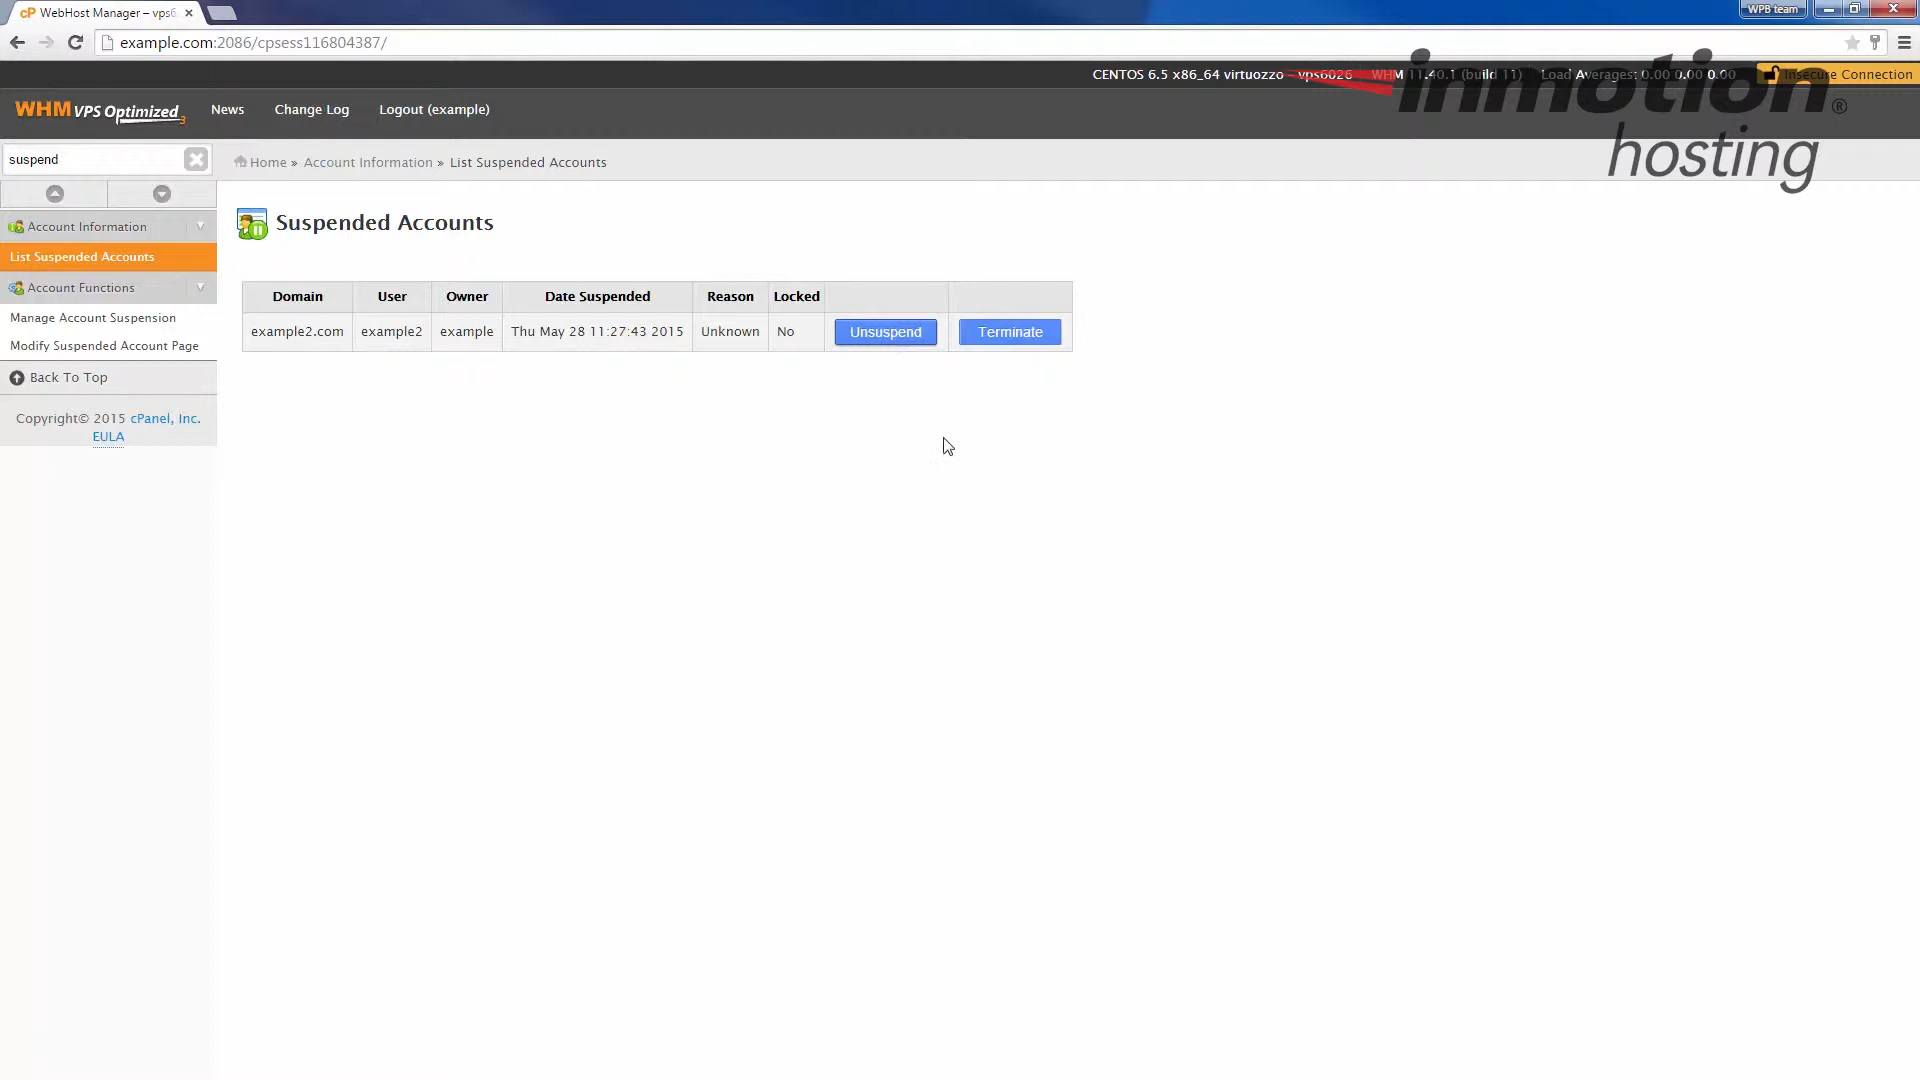 cP WebHost Manager – vps6
WPB team
example.com:2086/cpsess116804387/
CENTOS 6.5 x86_64 virtuozzo – vps6026 WHM 11.40.1 (build 11) Load Averages: 0.00 0.00 0.00 Insecure Connection
inmotion®
hosting
WHM VPS Optimized 3 News Change Log Logout (example)
suspend
Home » Account Information » List Suspended Accounts
Account Information
List Suspended Accounts
Account Functions
Manage Account Suspension
Modify Suspended Account Page
Back To Top
Copyright© 2015 cPanel, Inc.
EULA
Suspended Accounts
Domain User Owner Date Suspended Reason Locked
example2.com example2 example Thu May 28 11:27:43 2015 Unknown No Unsuspend Terminate